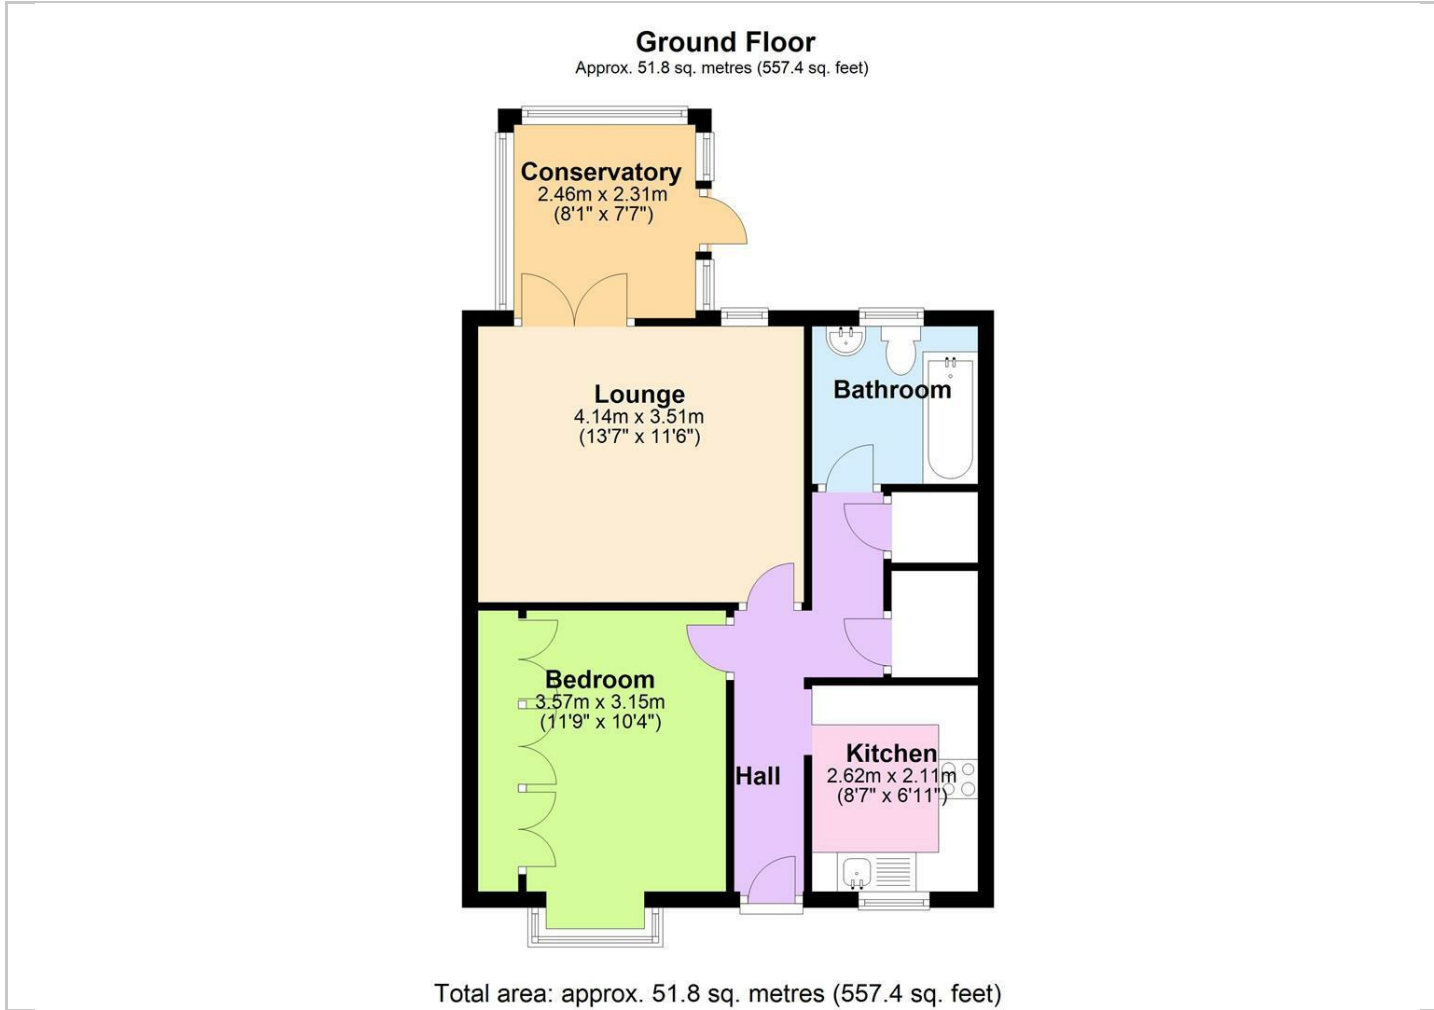 Ground Floor
Approx. 51.8 sq. metres (557.4 sq. feet)
Conservatory
2.46m x 2.31m
(8'1" x 7'7")
Lounge
4.14m x 3.51m
(13'7" x 11'6")
Bathroom
Bedroom
3.57m x 3.15m
(11'9" x 10'4")
Hall
Kitchen
2.62m x 2.11m
(8'7" x 6'11")
Total area: approx. 51.8 sq. metres (557.4 sq. feet)